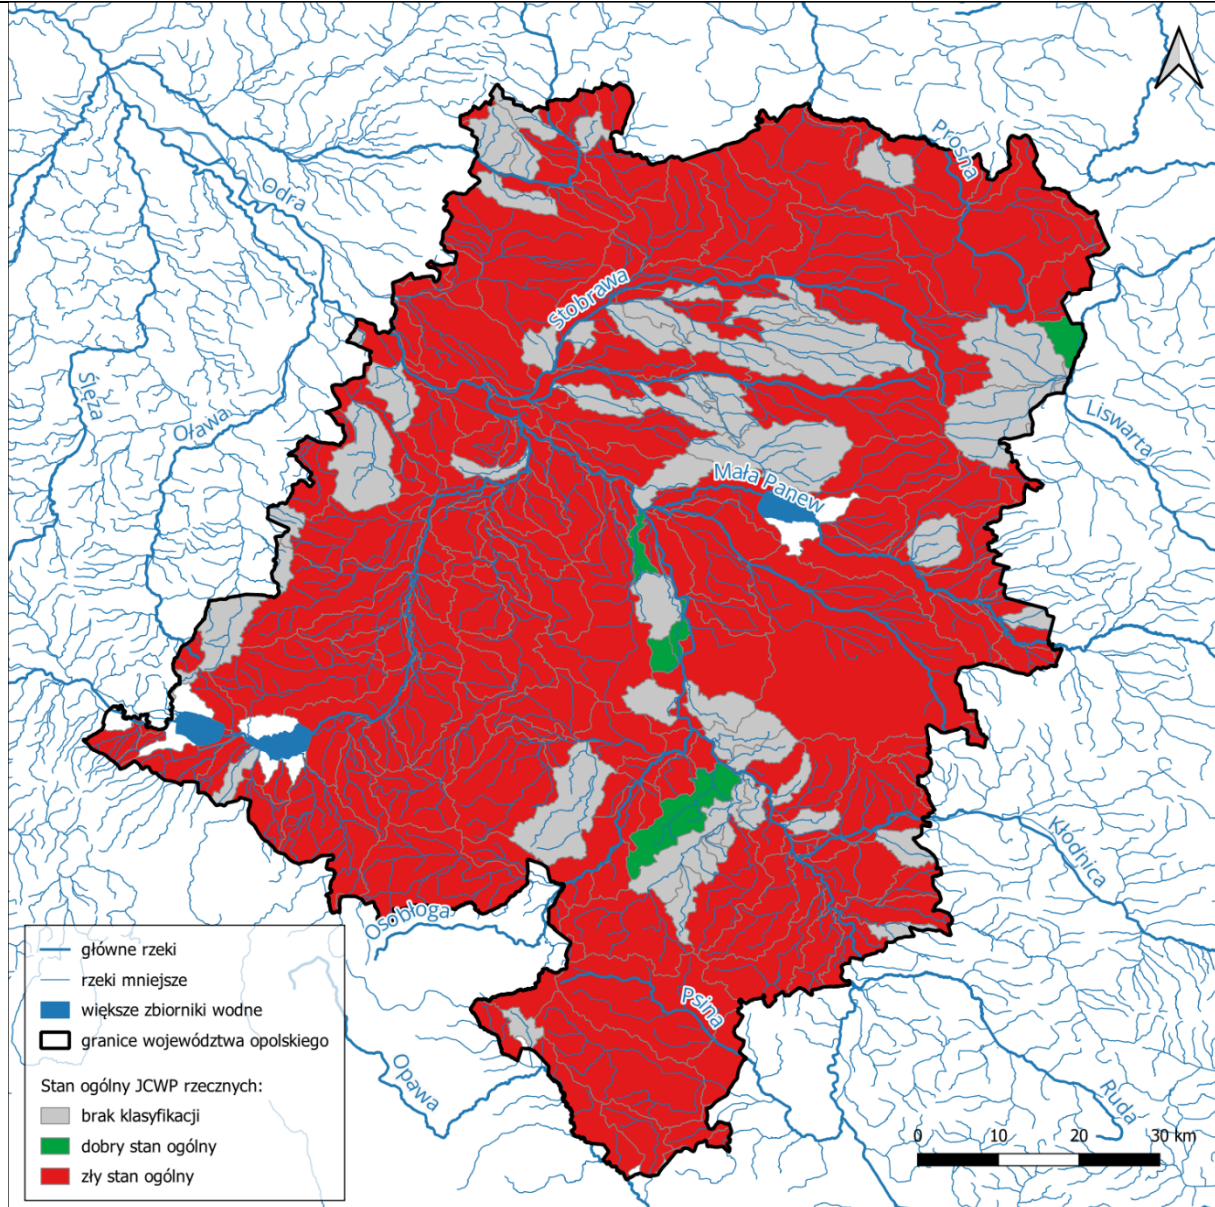 Prosna
Odra
Stobrawa
Ślęza
Oława
Liswarta
Mała Panew
Kłodnica
Osobłoga
Psina
Opawa
Ruda
główne rzeki
rzeki mniejsze
większe zbiorniki wodne
granice województwa opolskiego
Stan ogólny JCWP rzecznych:
brak klasyfikacji
dobry stan ogólny
zły stan ogólny
0 10 20 30 km